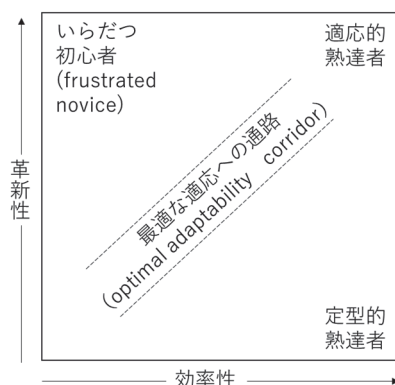 いらだつ
初心者
(frustrated
novice)
適応的
熟達者
最適な適応への通路
(optimal adaptability corridor)
定型的
熟達者
革新性
効率性